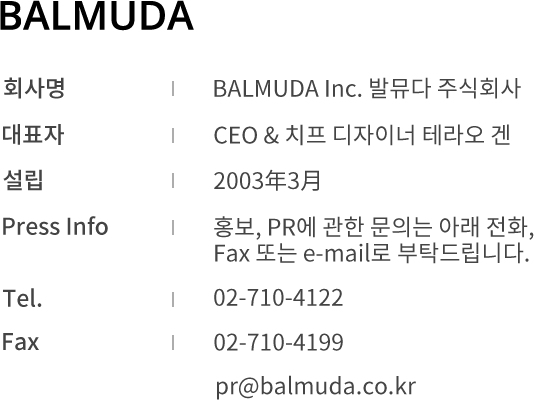 BALMUDA
회사명 | BALMUDA Inc. 발뮤다 주식회사
대표자 | CEO & 치프 디자이너 테라오 겐
설립 | 2003年3月
Press Info | 홍보, PR에 관한 문의는 아래 전화,
Fax 또는 e-mail로 부탁드립니다.
Tel. | 02-710-4122
Fax | 02-710-4199
pr@balmuda.co.kr